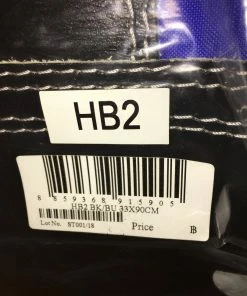 HB2
8 859368 915905
HB2 BK/BU 33X90CM
Lot No. ST001/18 Price ฿